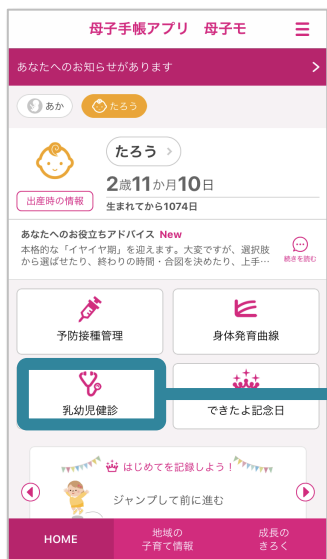 母子手帳アプリ 母子モ
あなたへのお知らせがあります
あか
たろう
たろう
2歳11か月10日
出産時の情報
生まれてから1074日
あなたへのお役立ちアドバイス New
本格的な「イヤイヤ期」を迎えます。大変ですが、選択肢
から選ばせたり、終わりの時間・合図を決めたり、上手…
続きを読む
予防接種管理
身体発育曲線
乳幼児健診
できたよ記念日
はじめてを記録しよう!
ジャンプして前に進む
HOME
地域の
子育て情報
成長の
きろく